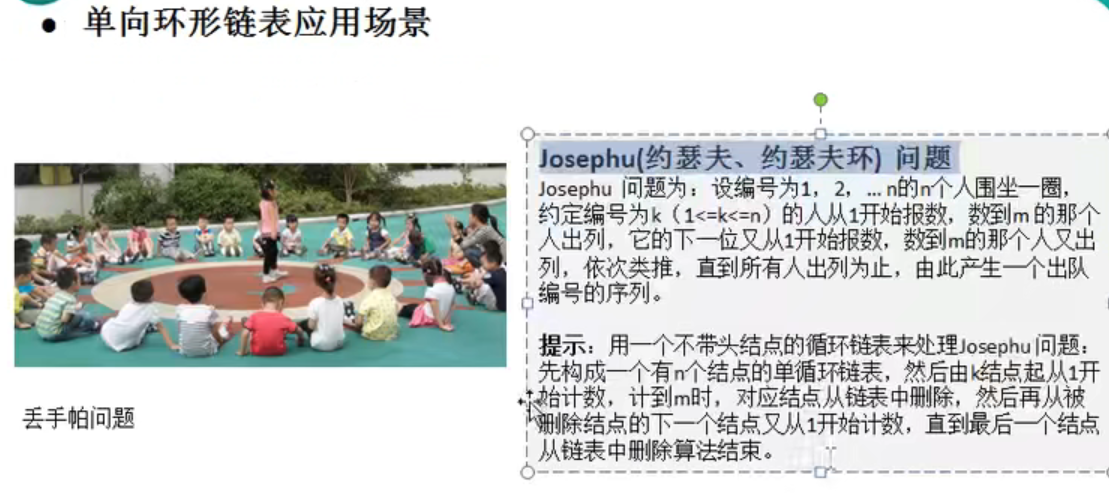 ● 单向环形链表应用场景
Josephu(约瑟夫、约瑟夫环) 问题
Josephu 问题为：设编号为1，2，… n的n个人围坐一圈，
约定编号为k（1<=k<=n）的人从1开始报数，数到m 的那个
人出列，它的下一位又从1开始报数，数到m的那个人又出
列，依次类推，直到所有人出列为止，由此产生一个出队
编号的序列。
提示：用一个不带头结点的循环链表来处理Josephu 问题：
先构成一个有n个结点的单循环链表，然后由k结点起从1开
始计数，计到m时，对应结点从链表中删除，然后再从被
删除结点的下一个结点又从1开始计数，直到最后一个结点
从链表中删除算法结束。
丢手帕问题